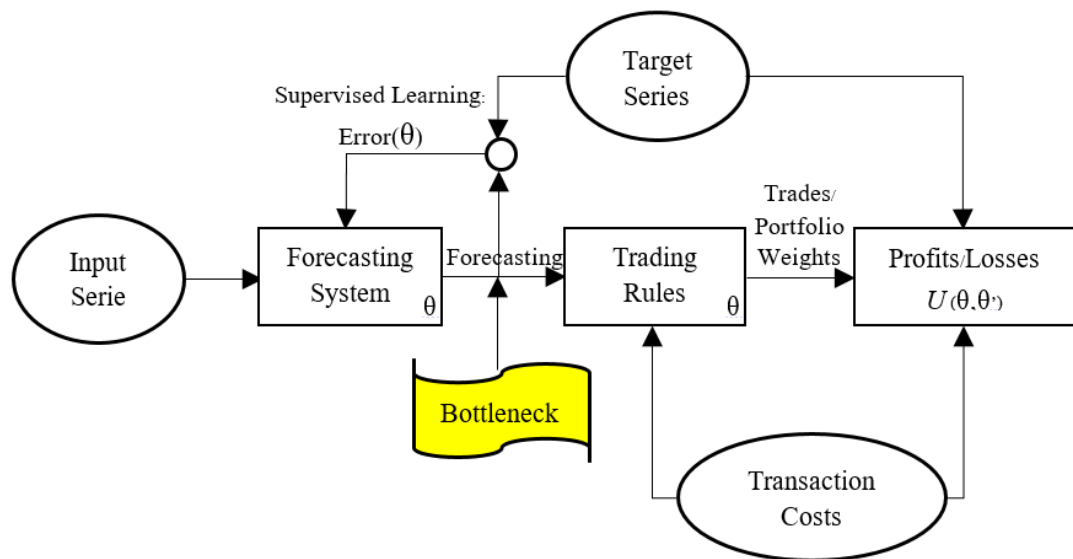 Target
Series
Supervised Learning:
Error(θ)
Input
Serie
Forecasting
System
θ
Forecasting
Trading
Rules
θ
Trades/
Portfolio
Weights
Profits/Losses
U(θ,θ')
Bottleneck
Transaction
Costs